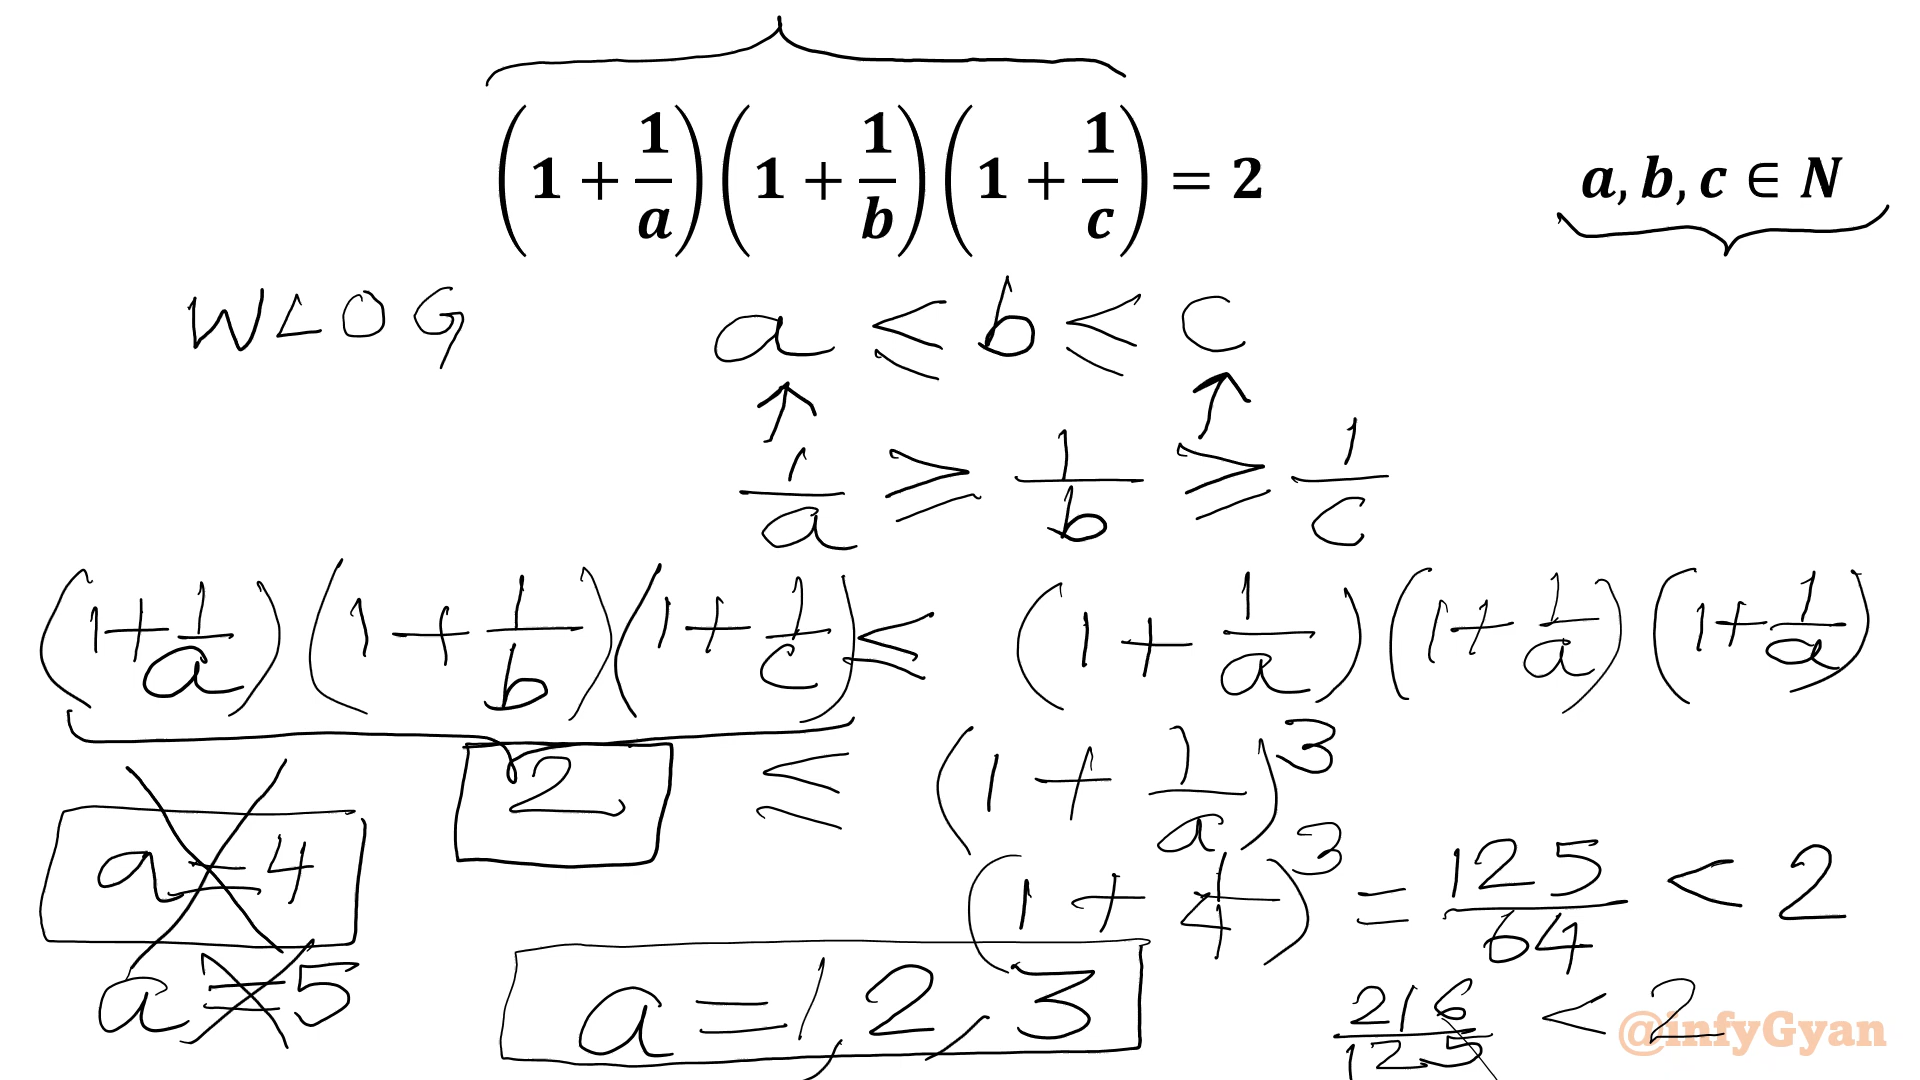 (1 + 1/a)(1 + 1/b)(1 + 1/c) = 2    a, b, c ∈ N
WLOG    a ≤ b ≤ c
1/a ≥ 1/b ≥ 1/c
(1+1/a)(1+1/b)(1+1/c) ≤ (1+1/a)(1+1/a)(1+1/a)
2 ≤ (1+1/a)^3
a=4    (1+1/4)^3 = 125/64 < 2
a=5    a=1,2,3    216/125 < 2
@infyGyan